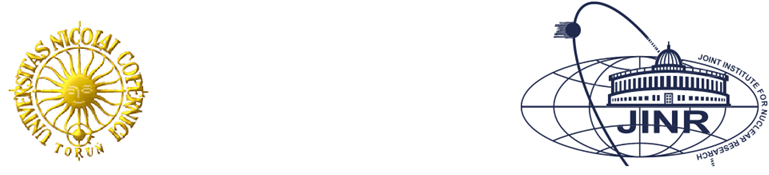 UNIVERSITAS NICOLAI COPERNICI
TORUN
JOINT INSTITUTE FOR NUCLEAR RESEARCH
JINR